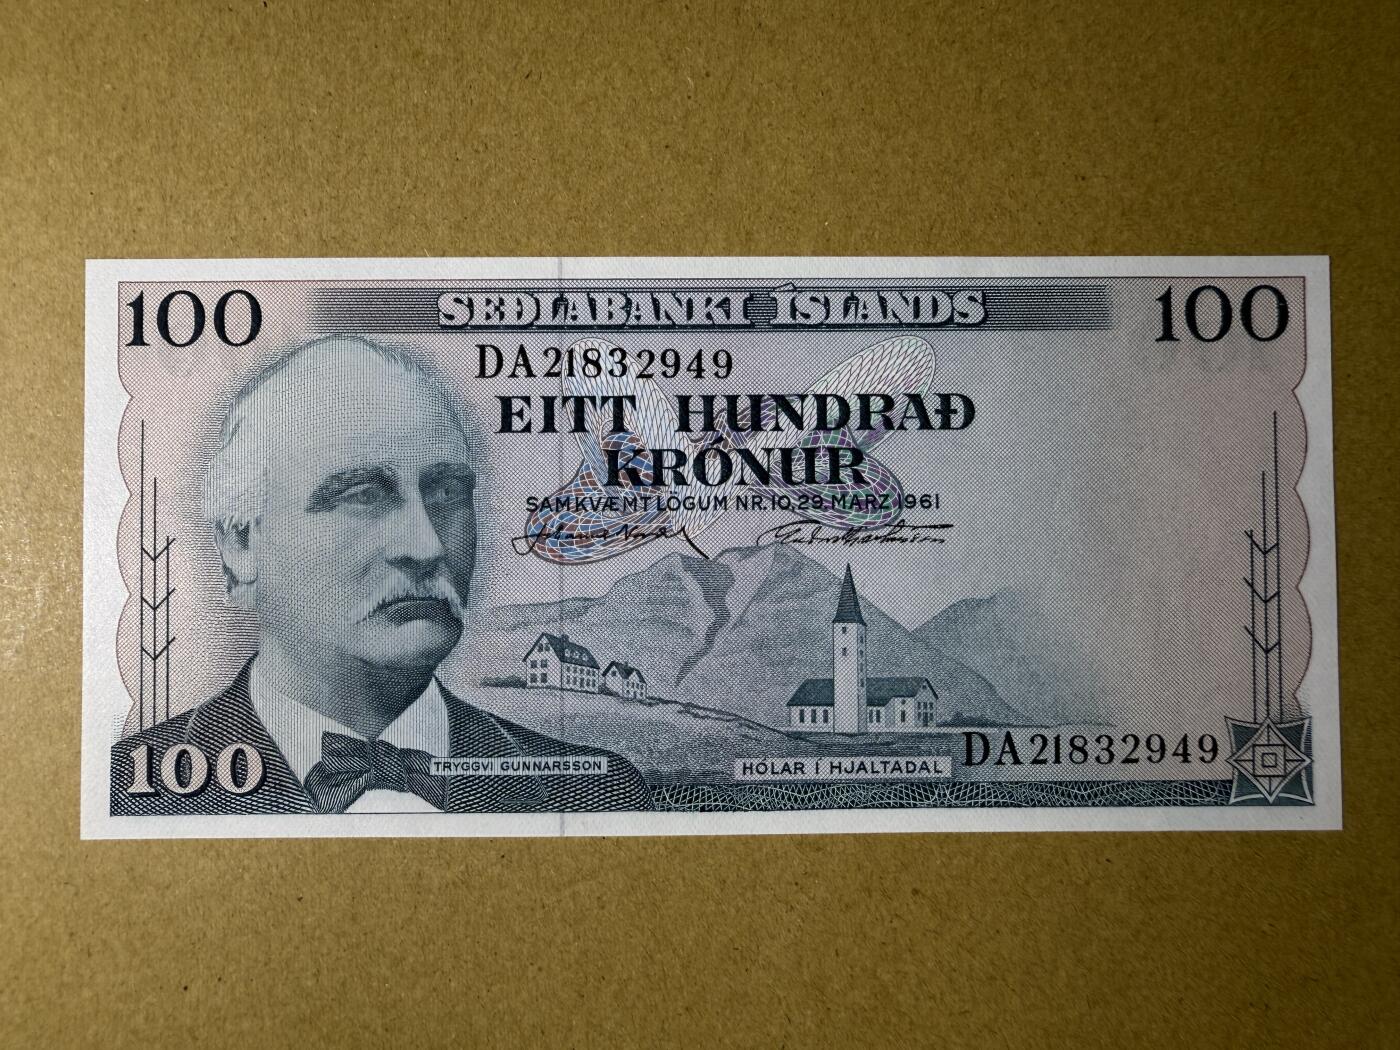 100
SEÐLABANKI ÍSLANDS
100
DA21832949
EITT HUNDRAÐ
KRÓNUR
SAMKVÆMT LÖGUM NR.10, 29. MARZ 1961
100
TRYGGVI GUNNARSSON
HÓLAR Í HJALTADAL
DA21832949